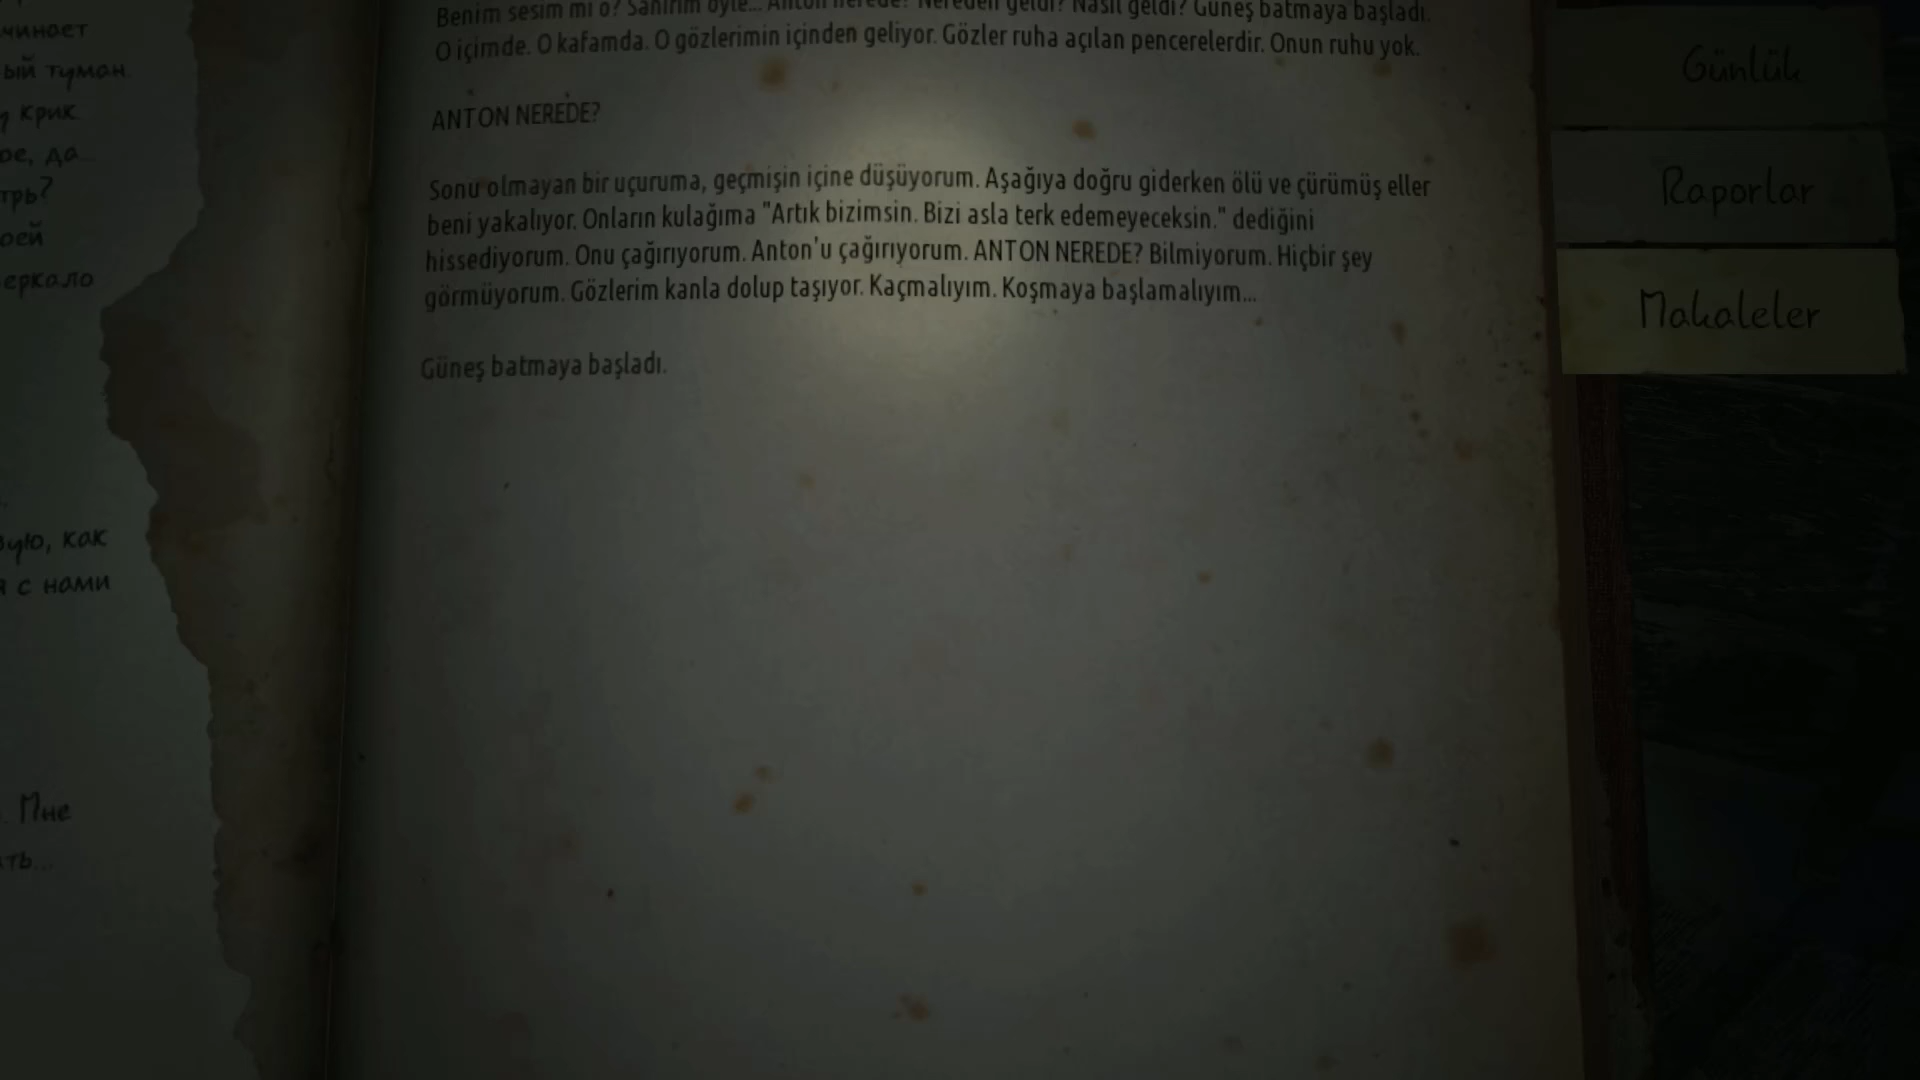 чинает
ый туман.
крик.
ое, да...
трь?
оей
еркало
как
я с нами
Мне
ать...
Benim sesim mi o? Sanırım öyle... Anton nerede? Nereden geldi? Nasıl geldi? Güneş batmaya başladı.
O içimde. O kafamda. O gözlerimin içinden geliyor. Gözler ruha açılan pencerelerdir. Onun ruhu yok.
ANTON NEREDE?
Sonu olmayan bir uçuruma, geçmişin içine düşüyorum. Aşağıya doğru giderken ölü ve çürümüş eller
beni yakalıyor. Onların kulağıma "Artık bizimsin. Bizi asla terk edemeyeceksin." dediğini
hissediyorum. Onu çağırıyorum. Anton'u çağırıyorum. ANTON NEREDE? Bilmiyorum. Hiçbir şey
görmüyorum. Gözlerim kanla dolup taşıyor. Kaçmalıyım. Koşmaya başlamalıyım...
Güneş batmaya başladı.
Günlük
Raporlar
Makaleler